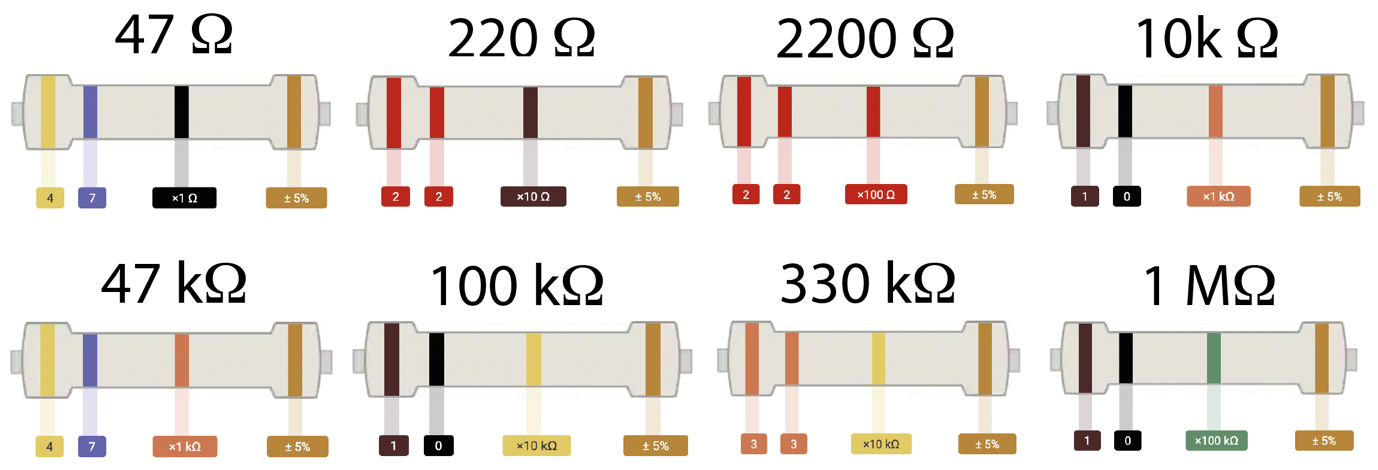 47 Ω
220 Ω
2200 Ω
10k Ω
4 7 ×1 Ω ± 5%
2 2 ×10 Ω ± 5%
2 2 ×100 Ω ± 5%
1 0 ×1 kΩ ± 5%
47 kΩ
100 kΩ
330 kΩ
1 MΩ
4 7 ×1 kΩ ± 5%
1 0 ×10 kΩ ± 5%
3 3 ×10 kΩ ± 5%
1 0 ×100 kΩ ± 5%